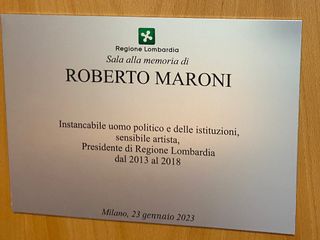 Regione Lombardia
Sala alla memoria di
ROBERTO MARONI
Instancabile uomo politico e delle istituzioni,
sensibile artista,
Presidente di Regione Lombardia
dal 2013 al 2018
Milano, 23 gennaio 2023